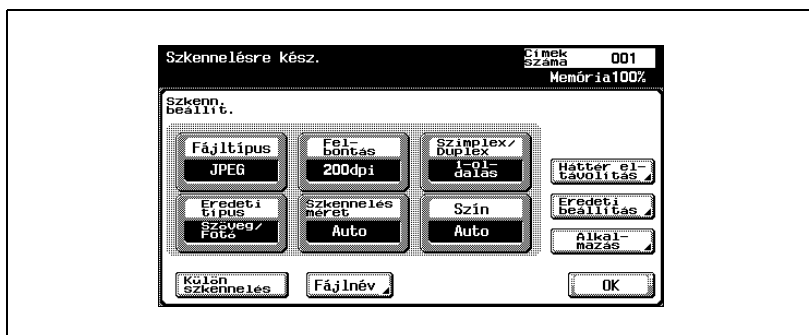 Szkennelésre kész.
Címek
száma
001
Memória100%
Szkenn.
beállít.
Fájltípus
JPEG
Fel-
bontás
200dpi
Szimplex/
Duplex
1-ol-
dalas
Háttér el-
távolítás
Eredeti
típus
Szöveg/
Fotó
Szkennelés
méret
Auto
Szín
Auto
Eredeti
beállítás
Alkal-
mazás
Külön
szkennelés
Fájlnév
OK